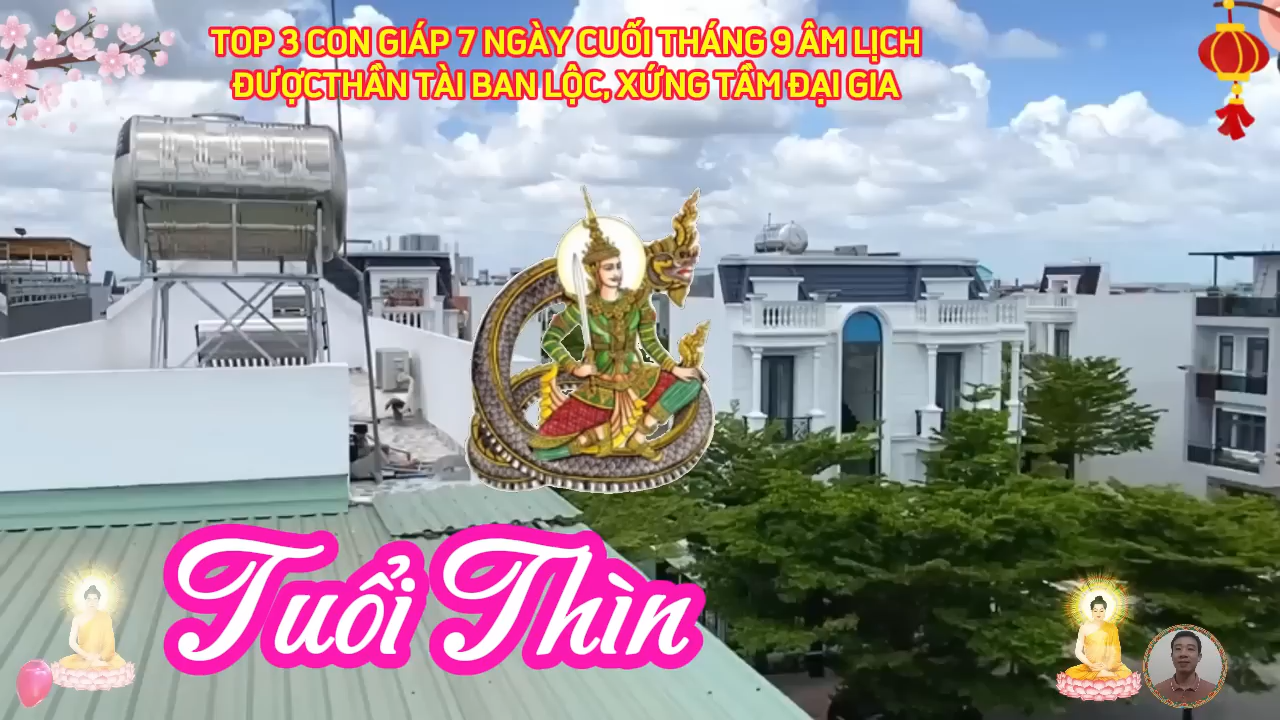 TOP 3 CON GIÁP 7 NGÀY CUỐI THÁNG 9 ÂM LỊCH
ĐƯỢCTHẦN TÀI BAN LỘC, XỨNG TẦM ĐẠI GIA
Tuổi Thìn